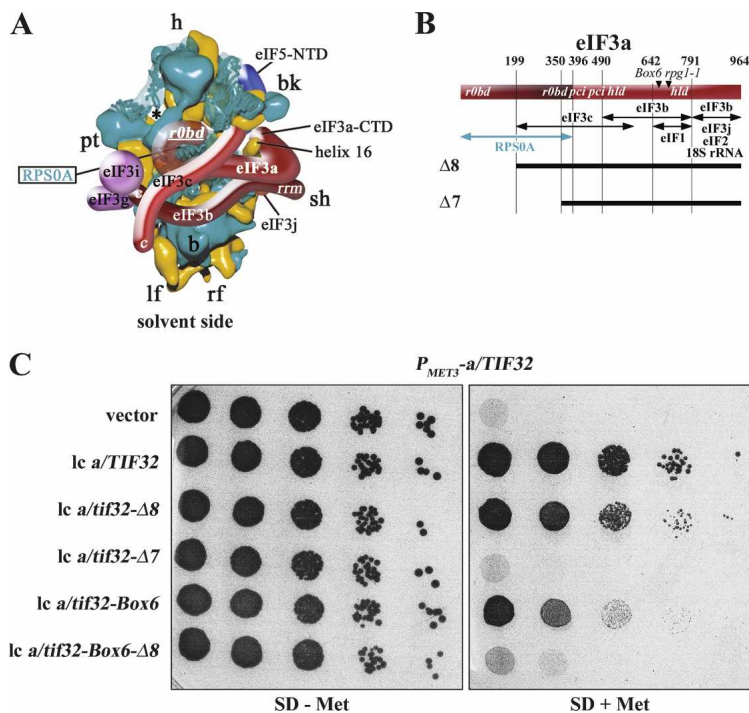 A
h
eIF5-NTD
bk
*
r0bd
eIF3a-CTD
pt
helix 16
RPS0A
eIF3i
eIF3c
eIF3a
eIF3g
rrm
sh
eIF3b
eIF3j
c
b
lf
rf
solvent side
B
eIF3a
199 350 396 490 642 791 964
Box6 rpg1-1
r0bd r0bd pci pci hld hld
eIF3b eIF3b
eIF3c eIF1 eIF3j
RPS0A eIF2
18S rRNA
Δ8
Δ7
C
P_MET3-a/TIF32
vector
lc a/TIF32
lc a/tif32-Δ8
lc a/tif32-Δ7
lc a/tif32-Box6
lc a/tif32-Box6-Δ8
SD - Met
SD + Met